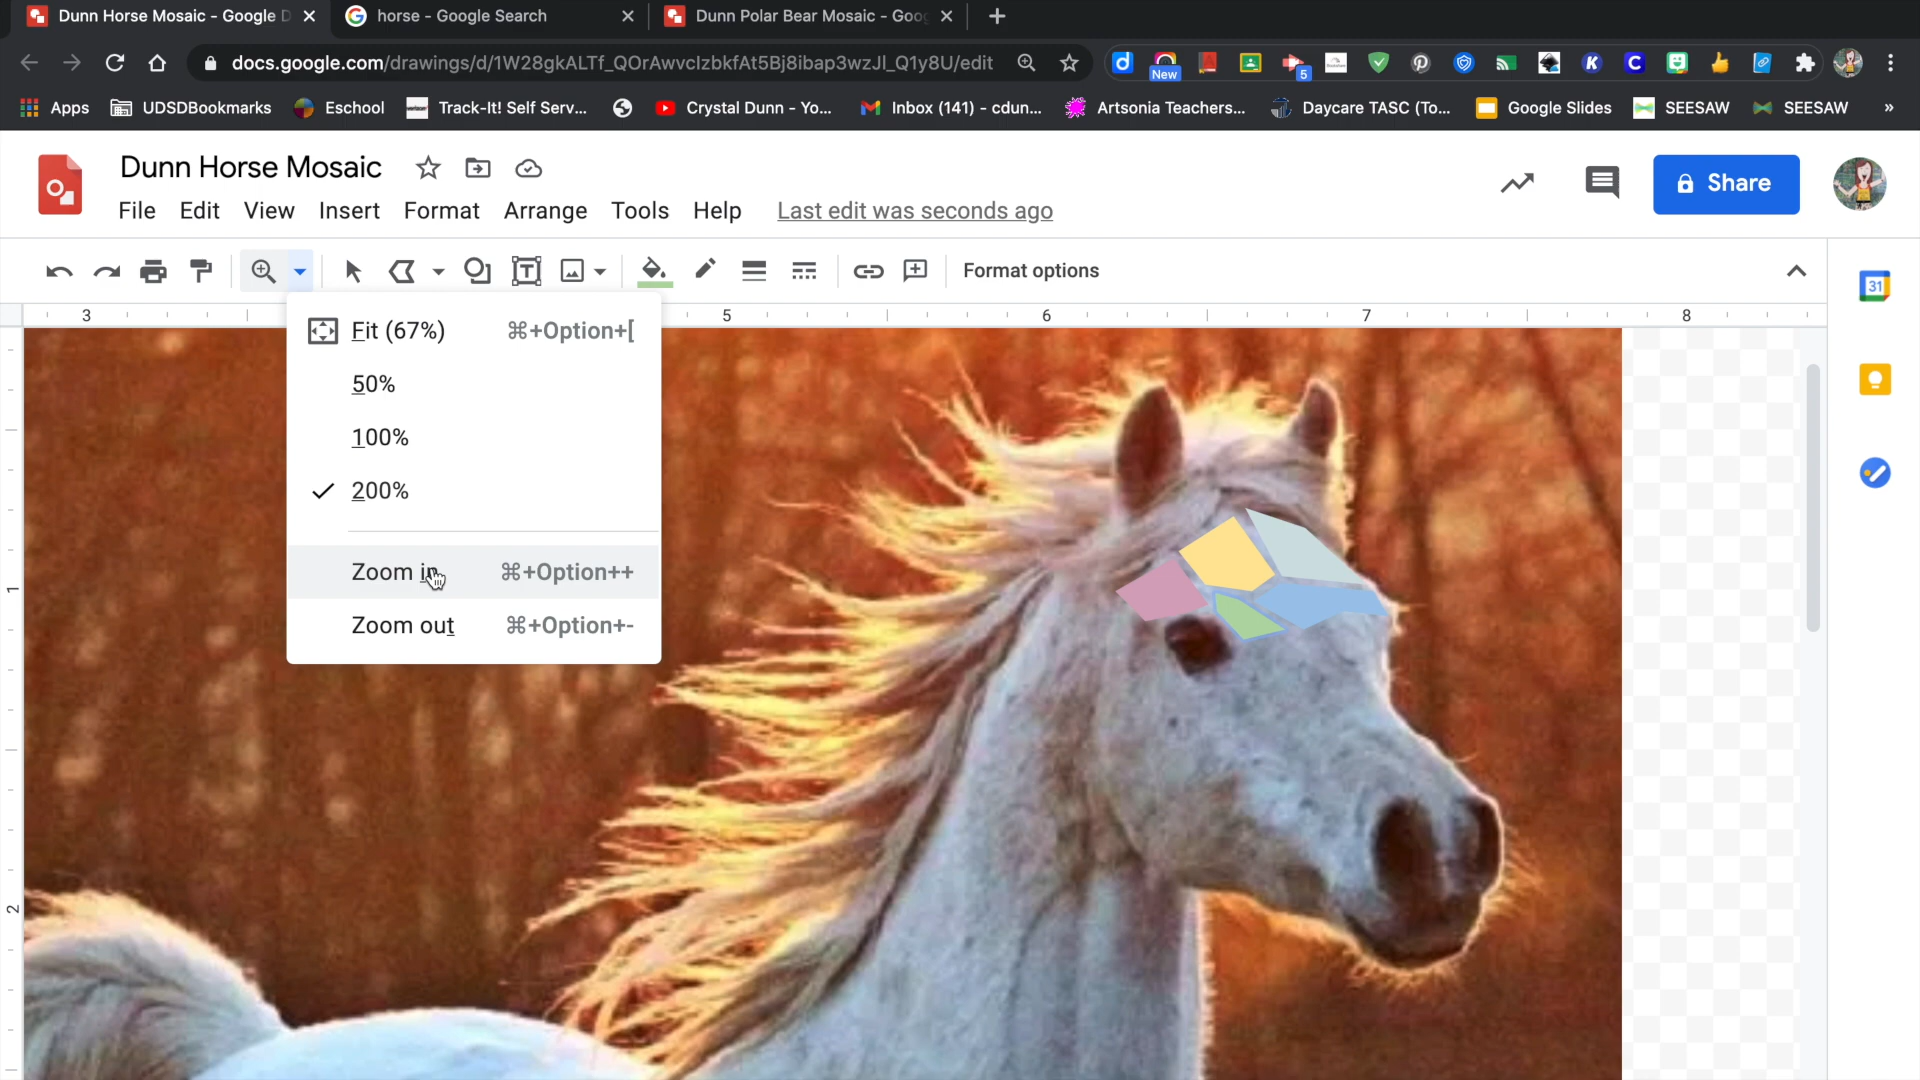 Dunn Horse Mosaic - Google D
horse - Google Search
Dunn Polar Bear Mosaic - Goo
docs.google.com/drawings/d/1W28gkALTf_QOrAwvcIzbkfAt5Bj8ibap3wzJl_Q1y8U/edit
New
5
Apps UDSDBookmarks Eschool Track-It! Self Serv... Crystal Dunn - Yo... Inbox (141) - cdun... Artsonia Teachers... Daycare TASC (To... Google Slides SEESAW SEESAW »
Dunn Horse Mosaic
Share
File Edit View Insert Format Arrange Tools Help Last edit was seconds ago
Format options
31
3 5 6 7 8
Fit (67%) ⌘+Option+[
50%
100%
200%
Zoom in ⌘+Option++
Zoom out ⌘+Option+-
1
2